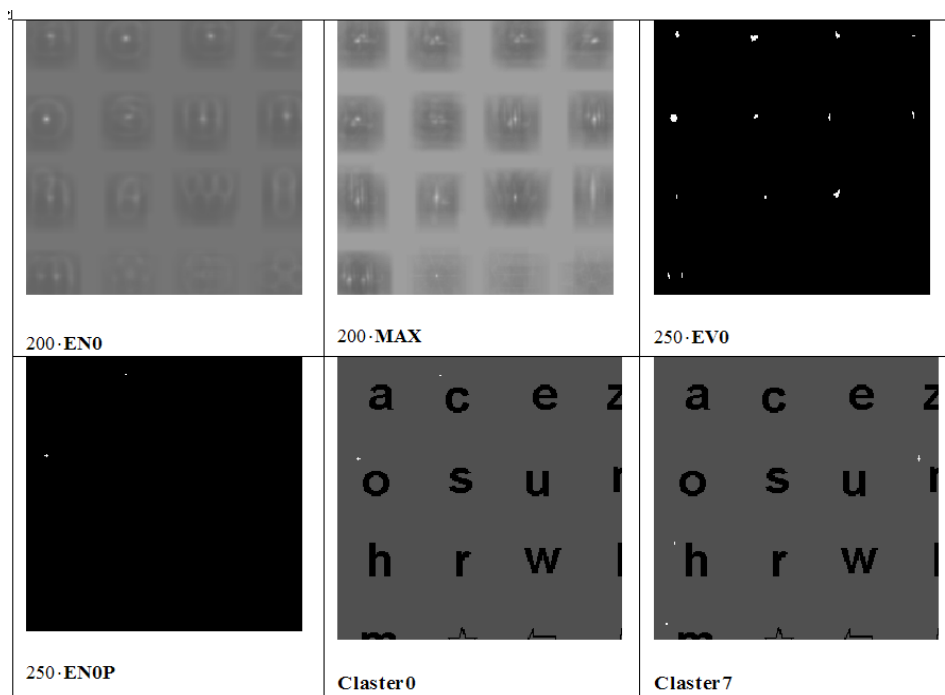 200·EN0
200·MAX
250·EV0
250·EN0P
a c e z
o s u
h r w
m
Claster0
a c e z
o s u
h r w
m
Claster7